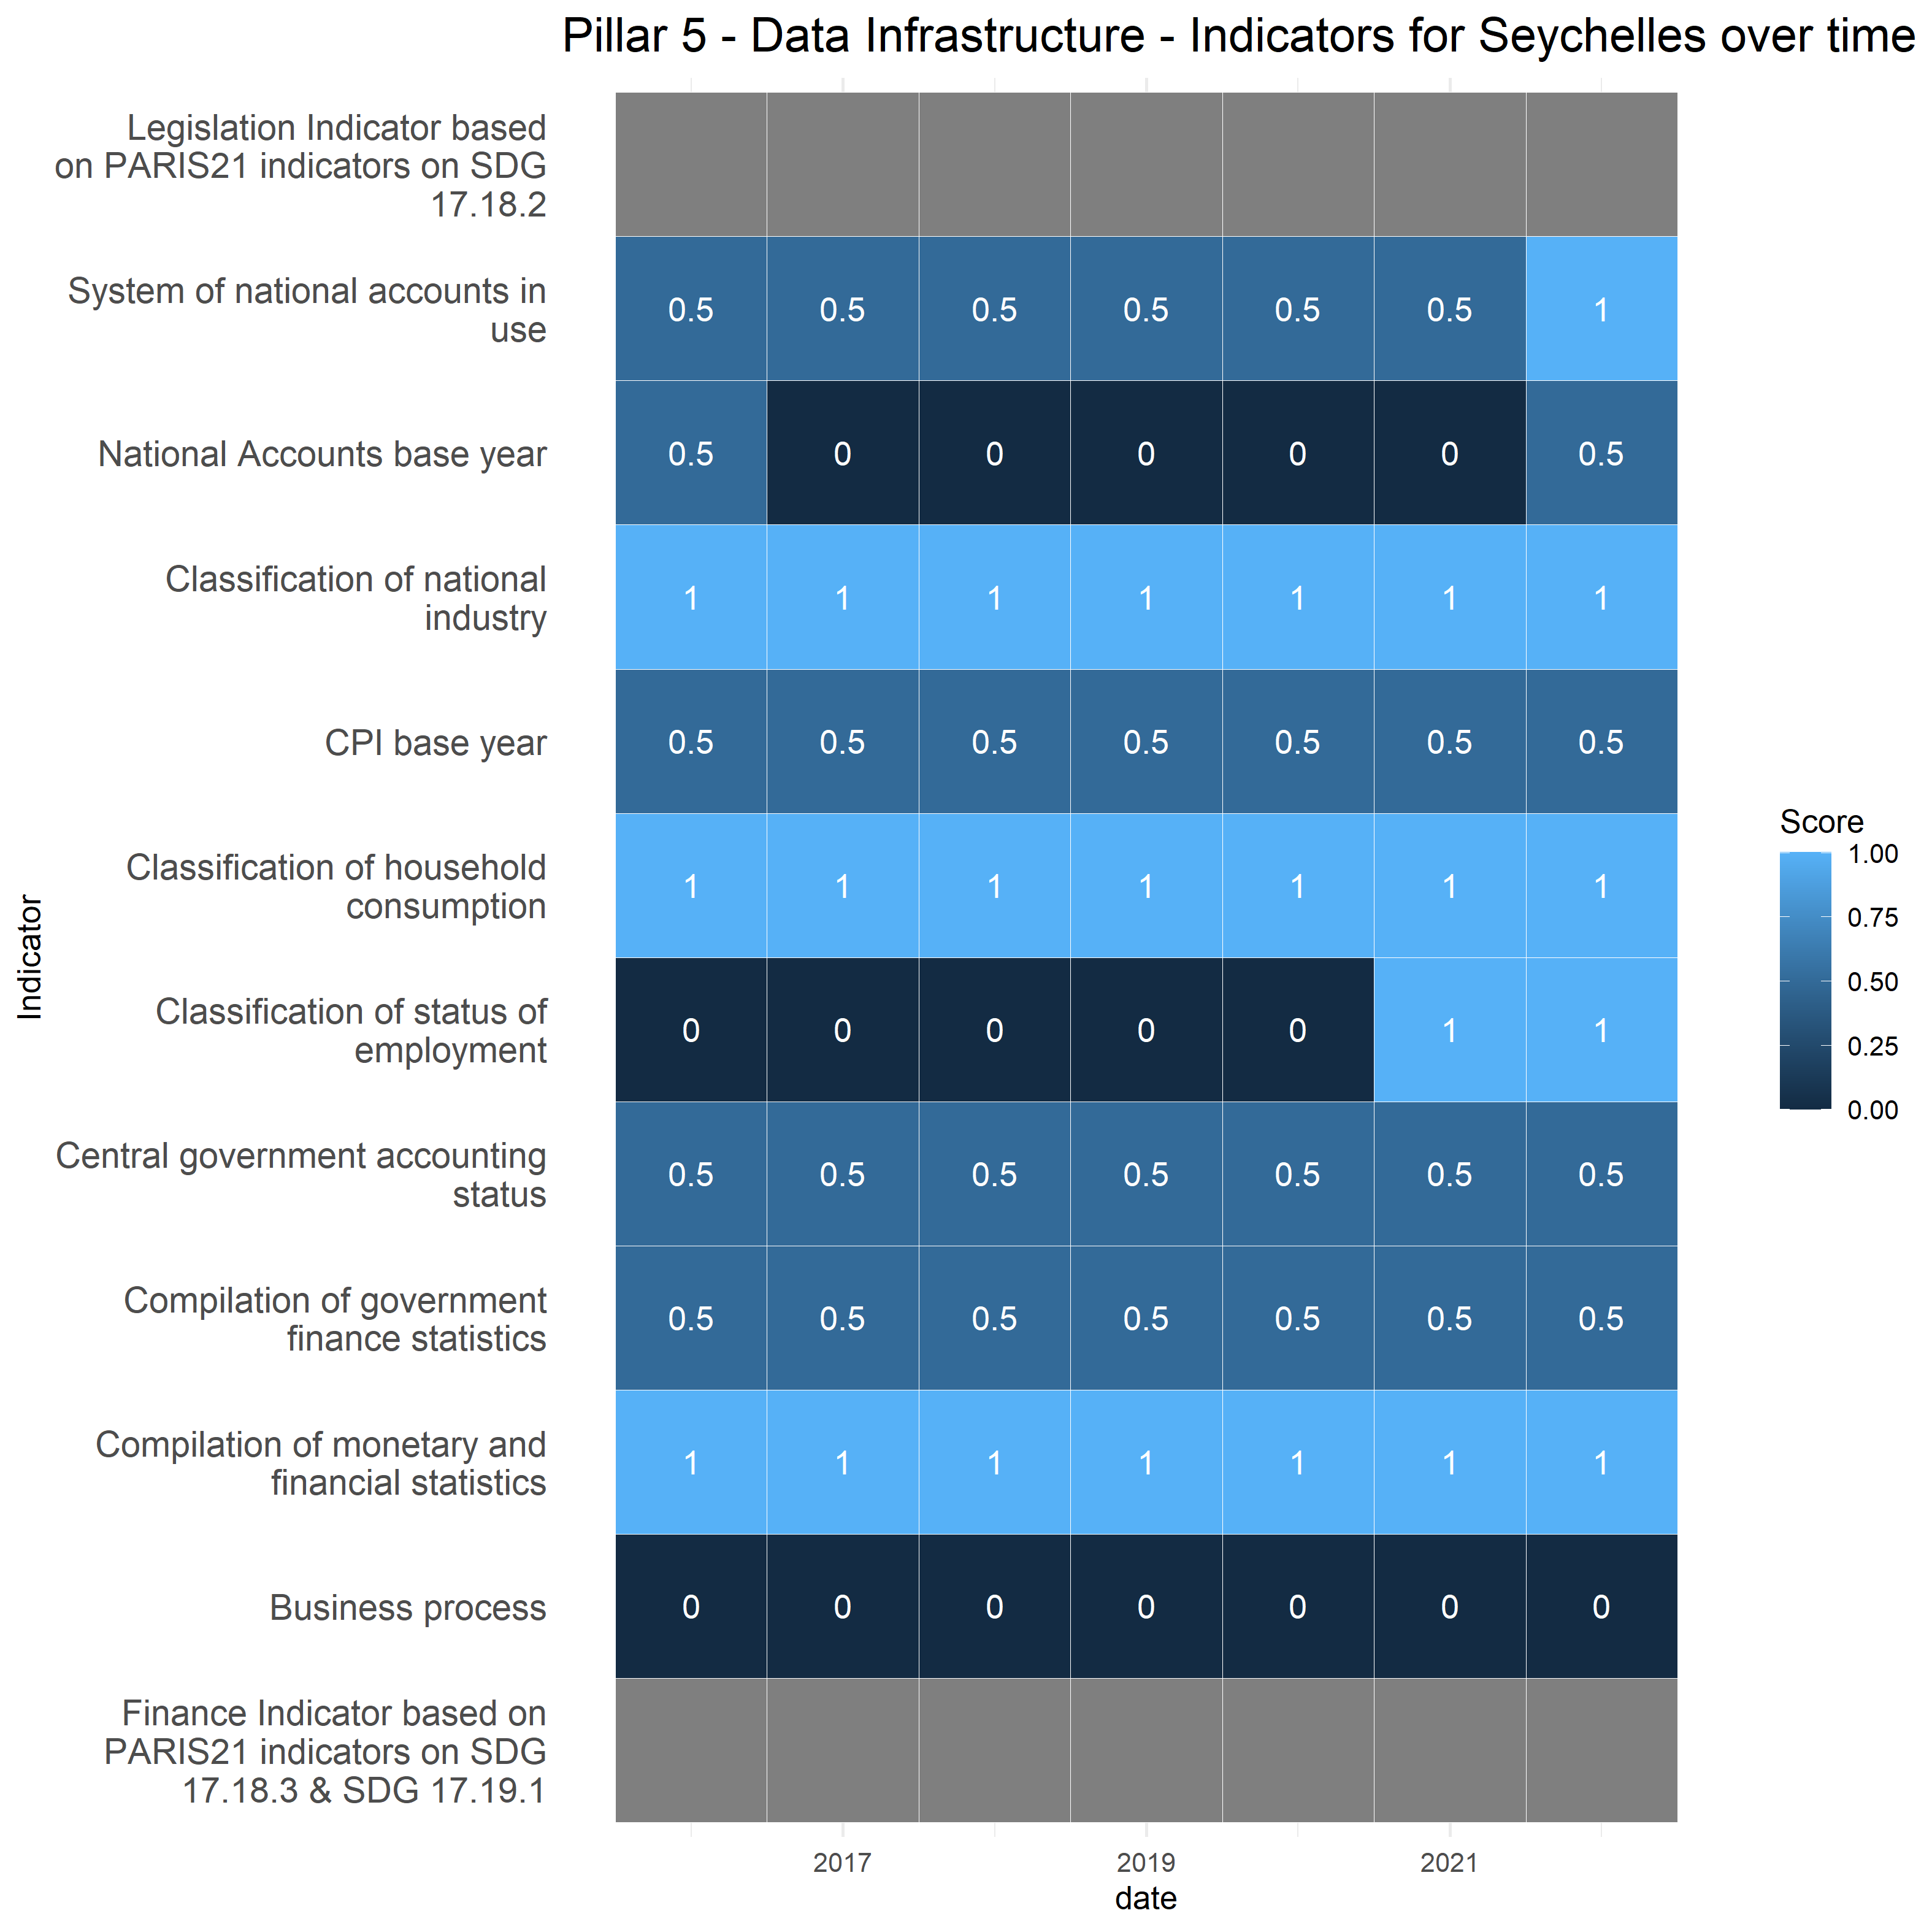 Pillar 5 - Data Infrastructure - Indicators for Seychelles over time
Legislation Indicator based
on PARIS21 indicators on SDG
17.18.2
System of national accounts in
use
0.5 0.5 0.5 0.5 0.5 0.5 1
National Accounts base year
0.5 0 0 0 0 0 0.5
Classification of national
industry
1 1 1 1 1 1 1
CPI base year
0.5 0.5 0.5 0.5 0.5 0.5 0.5
Classification of household
consumption
1 1 1 1 1 1 1
Classification of status of
employment
0 0 0 0 0 1 1
Central government accounting
status
0.5 0.5 0.5 0.5 0.5 0.5 0.5
Compilation of government
finance statistics
0.5 0.5 0.5 0.5 0.5 0.5 0.5
Compilation of monetary and
financial statistics
1 1 1 1 1 1 1
Business process
0 0 0 0 0 0 0
Finance Indicator based on
PARIS21 indicators on SDG
17.18.3 & SDG 17.19.1
Indicator
2017 2019 2021
date
Score
1.00
0.75
0.50
0.25
0.00